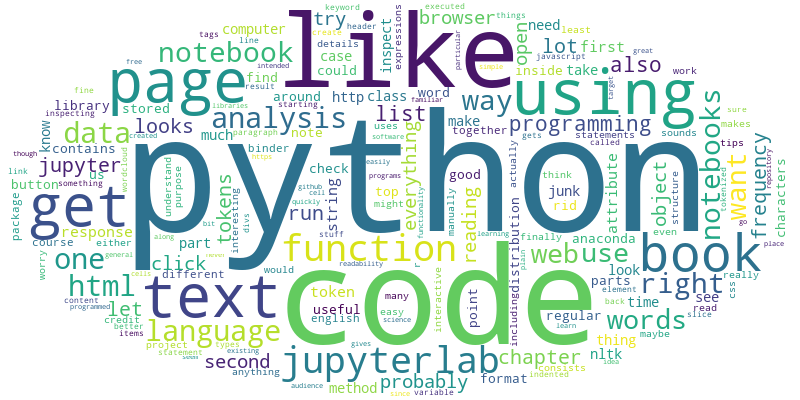 python
code
like
using
page
get
text
book
function
jupyterlab
html
language
data
analysis
notebook
one
use
web
right
words
want
way
also
programming
notebooks
object
frequency
chapter
probably
run
click
second
jupyter
let
looks
list
try
lot
browser
open
first
inside
take
need
least
find
case
could
computer
details
inspect
expressions
header
keyword
executed
things
tags
line
create
intended
free
result
around
http
class
word
library
stored
starting
inspecting
fine
know
contains
much
note
uses
make
together
gets
statements
called
sounds
makes
tips
sure
work
javascript
particular
simple
great
target
button
us
response
link
though
something
created
libraries
paragraph
binder
software
familiar
tokens
string
everything
reading
good
actually
attribute
junk
rid
think
check
easily
programs
top
might
manually
functionality
package
understand
purpose
interesting
quickly
github
cell
wordcloud
tokenized
structure
characters
repository
https
course
either
part
bit
divs
stuff
finally
anaconda
even
go
place
worry
along
would
readability
r
learning
interactive
including
distribution
look
really
everything
different
token
many
point
regular
parts
time
see
read
css
element
back
slice
maybe
content
programmed
credit
better
useful
english
easy
science
plain
nltk
thing
items
project
types
statement
existing
anything
gives
method
format
consists
indented
learn
idea
audience
since
variable
general
cells